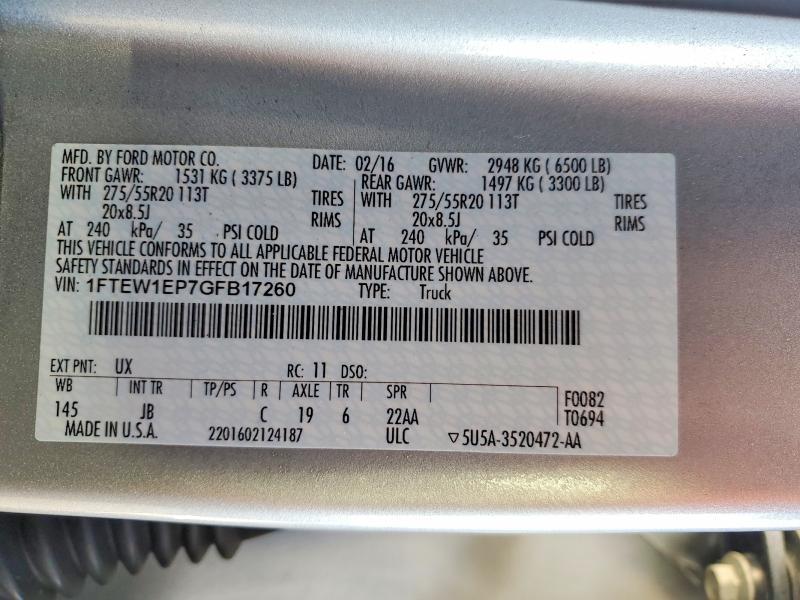 MFD. BY FORD MOTOR CO. DATE: 02/16 GVWR: 2948 KG ( 6500 LB)
FRONT GAWR: 1531 KG ( 3375 LB) REAR GAWR: 1497 KG ( 3300 LB)
WITH 275/55R20 113T TIRES WITH 275/55R20 113T TIRES
20x8.5J RIMS 20x8.5J RIMS
AT 240 kPa/ 35 PSI COLD AT 240 kPa/ 35 PSI COLD
THIS VEHICLE CONFORMS TO ALL APPLICABLE FEDERAL MOTOR VEHICLE
SAFETY STANDARDS IN EFFECT ON THE DATE OF MANUFACTURE SHOWN ABOVE.
VIN: 1FTEW1EP7GFB17260 TYPE: Truck
EXT PNT: UX RC: 11 DSO:
WB INT TR TP/PS R AXLE TR SPR F0082
145 JB C 19 6 22AA T0694
MADE IN U.S.A. 2201602124187 ULC ▽5U5A-3520472-AA